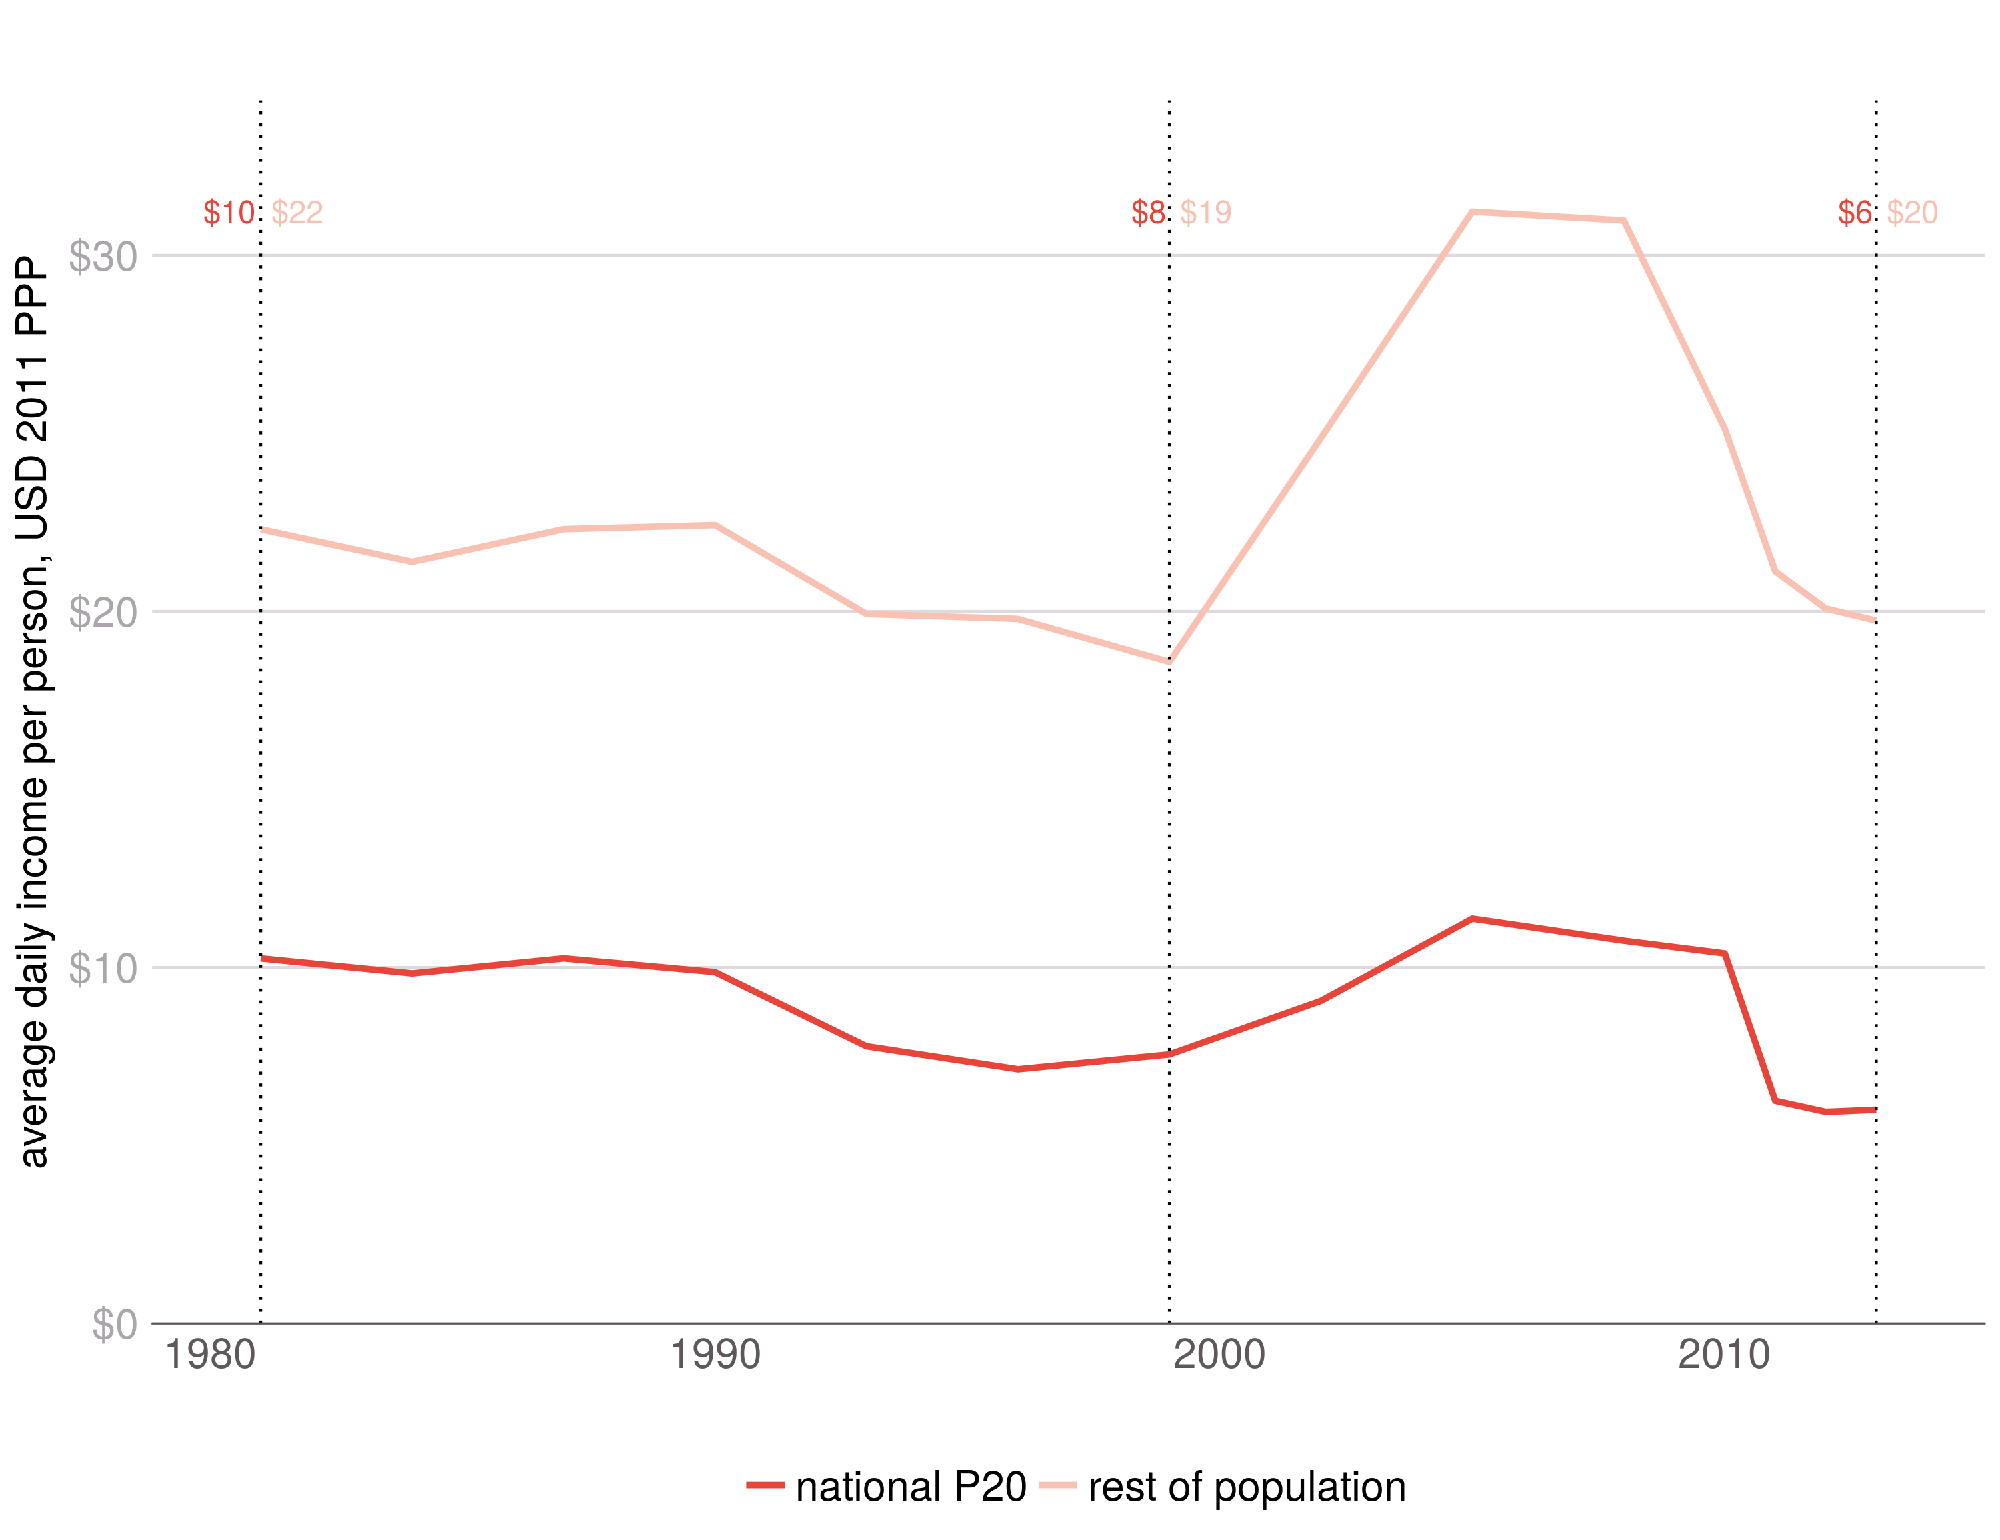 $10 $22
$8 $19
$6 $20
$30
$20
$10
$0
average daily income per person, USD 2011 PPP
1980 1990 2000 2010
national P20 rest of population